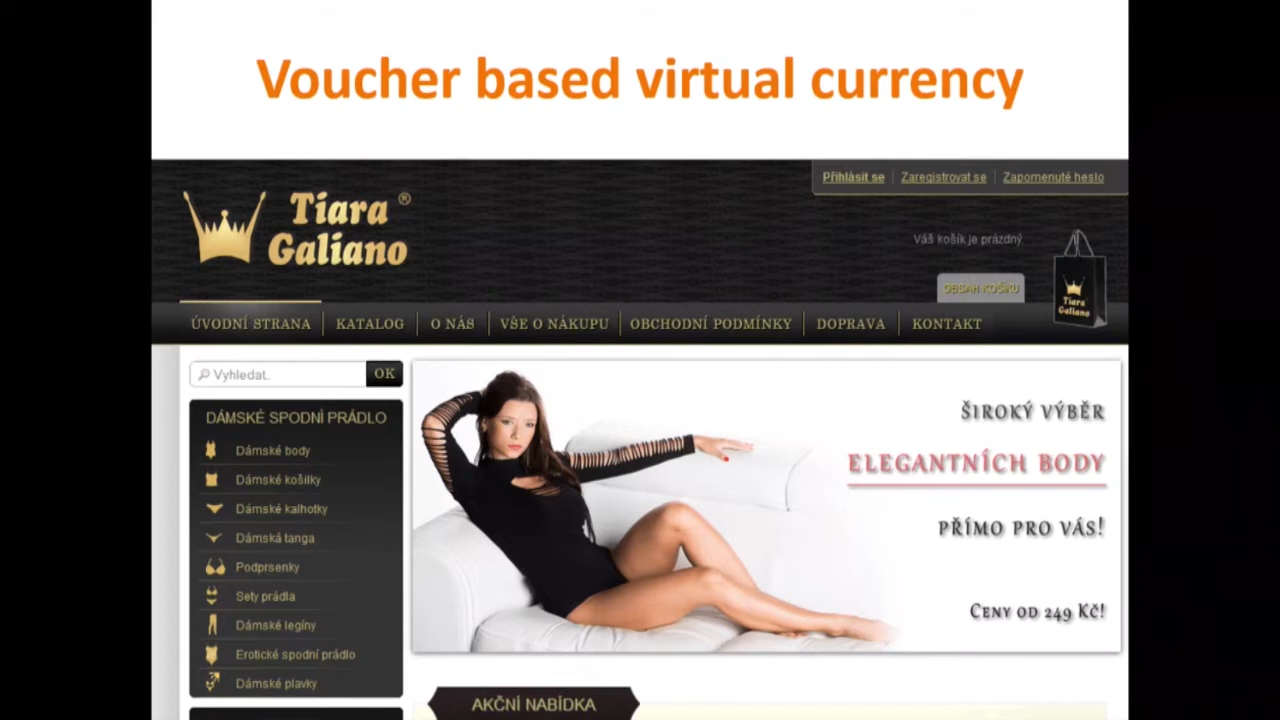 Voucher based virtual currency
Přihlásit se
Zaregistrovat se
Zapomenuté heslo
Tiara ®
Galiano
Váš košík je prázdný
OBSAH KOŠÍKU
Tiara
Galiano
ÚVODNÍ STRANA
KATALOG
O NÁS
VŠE O NÁKUPU
OBCHODNÍ PODMÍNKY
DOPRAVA
KONTAKT
Vyhledat..
OK
DÁMSKÉ SPODNÍ PRÁDLO
Dámské body
Dámské košilky
Dámské kalhotky
Dámská tanga
Podprsenky
Sety prádla
Dámské legíny
Erotické spodní prádlo
Dámské plavky
ŠIROKÝ VÝBĚR
ELEGANTNÍCH BODY
PŘÍMO PRO VÁS!
CENY OD 249 KČ!
AKČNÍ NABÍDKA